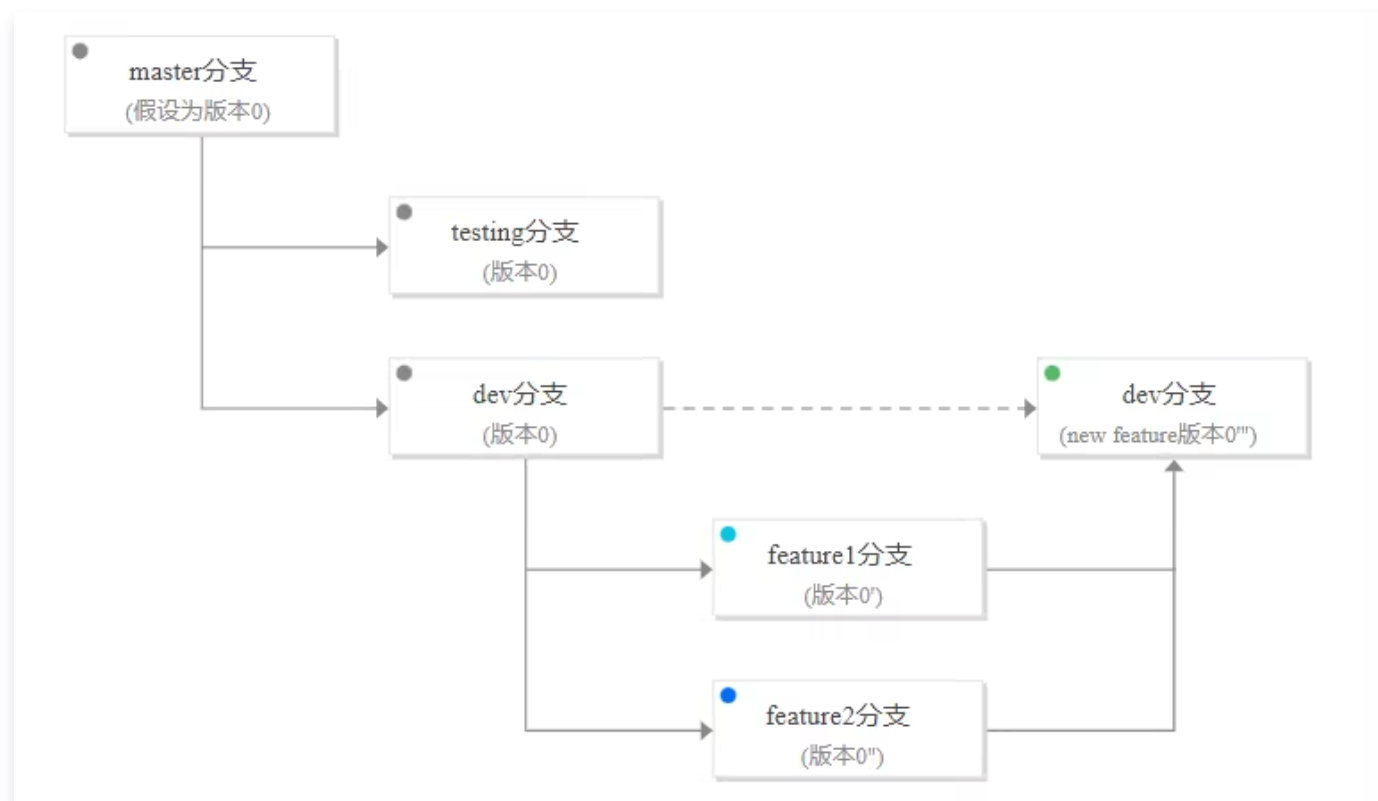 master分支
(假设为版本0)
testing分支
(版本0)
dev分支
(版本0)
dev分支
(new feature版本0''')
feature1分支
(版本0')
feature2分支
(版本0'')